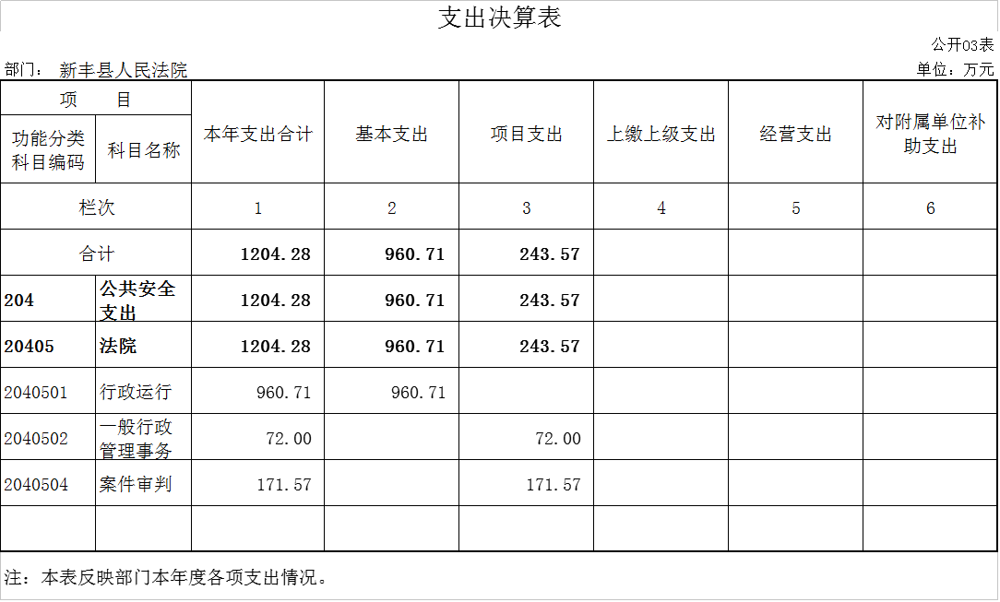 支出决算表
公开03表
部门： 新丰县人民法院
单位：万元
项 目
本年支出合计 基本支出 项目支出 上缴上级支出 经营支出 对附属单位补助支出
功能分类科目编码 科目名称
栏次 1 2 3 4 5 6
合计 1204.28 960.71 243.57
204 公共安全支出 1204.28 960.71 243.57
20405 法院 1204.28 960.71 243.57
2040501 行政运行 960.71 960.71
2040502 一般行政管理事务 72.00 72.00
2040504 案件审判 171.57 171.57
注：本表反映部门本年度各项支出情况。